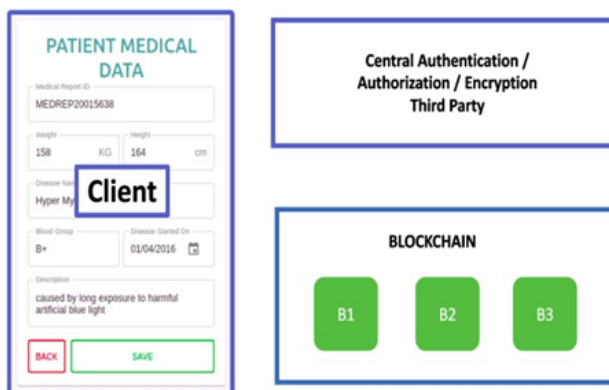 PATIENT MEDICAL
DATA
Medical Report ID
MEDREP20015638
Weight
158 KG
Height
164 cm
Disease
Hyper
Client
Blood Group
B+
Disease Started On
01/04/2016
Description
caused by long exposure to harmful
artificial blue light
BACK
SAVE
Central Authentication /
Authorization / Encryption
Third Party
BLOCKCHAIN
B1
B2
B3